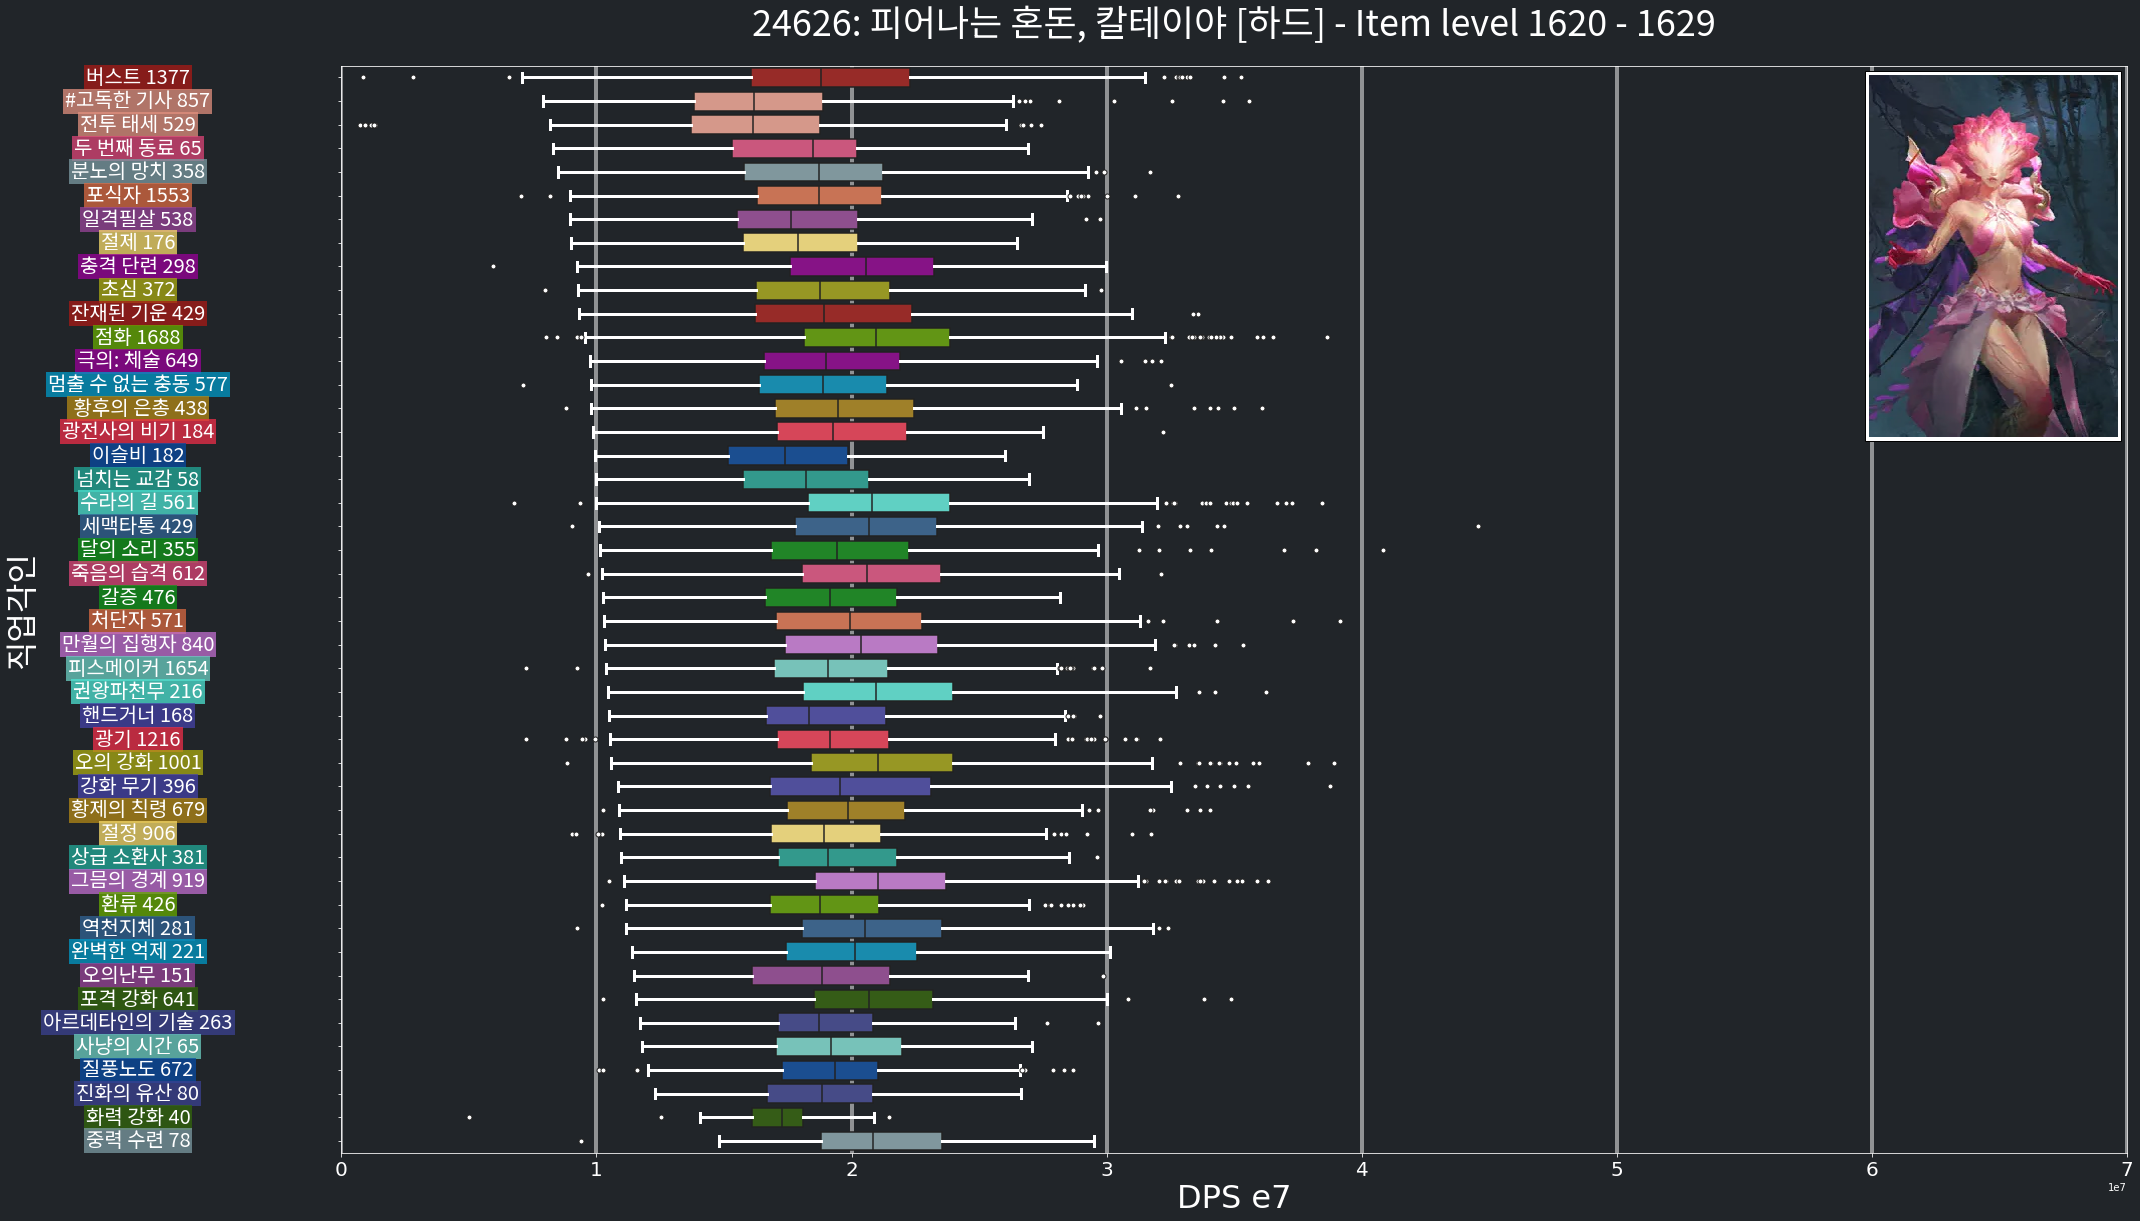 24626: 피어나는 혼돈, 칼테이야 [하드] - Item level 1620 - 1629
직업각인
버스트 1377
#고독한 기사 857
전투 태세 529
두 번째 동료 65
분노의 망치 358
포식자 1553
일격필살 538
절제 176
충격 단련 298
초심 372
잔재된 기운 429
점화 1688
극의: 체술 649
멈출 수 없는 충동 577
황후의 은총 438
광전사의 비기 184
이슬비 182
넘치는 교감 58
수라의 길 561
세맥타통 429
달의 소리 355
죽음의 습격 612
갈증 476
처단자 571
만월의 집행자 840
피스메이커 1654
권왕파천무 216
핸드거너 168
광기 1216
오의 강화 1001
강화 무기 396
황제의 칙령 679
절정 906
상급 소환사 381
그믐의 경계 919
환류 426
역천지체 281
완벽한 억제 221
오의난무 151
포격 강화 641
아르데타인의 기술 263
사냥의 시간 65
질풍노도 672
진화의 유산 80
화력 강화 40
중력 수련 78
0 1 2 3 4 5 6 7
1e7
DPS e7